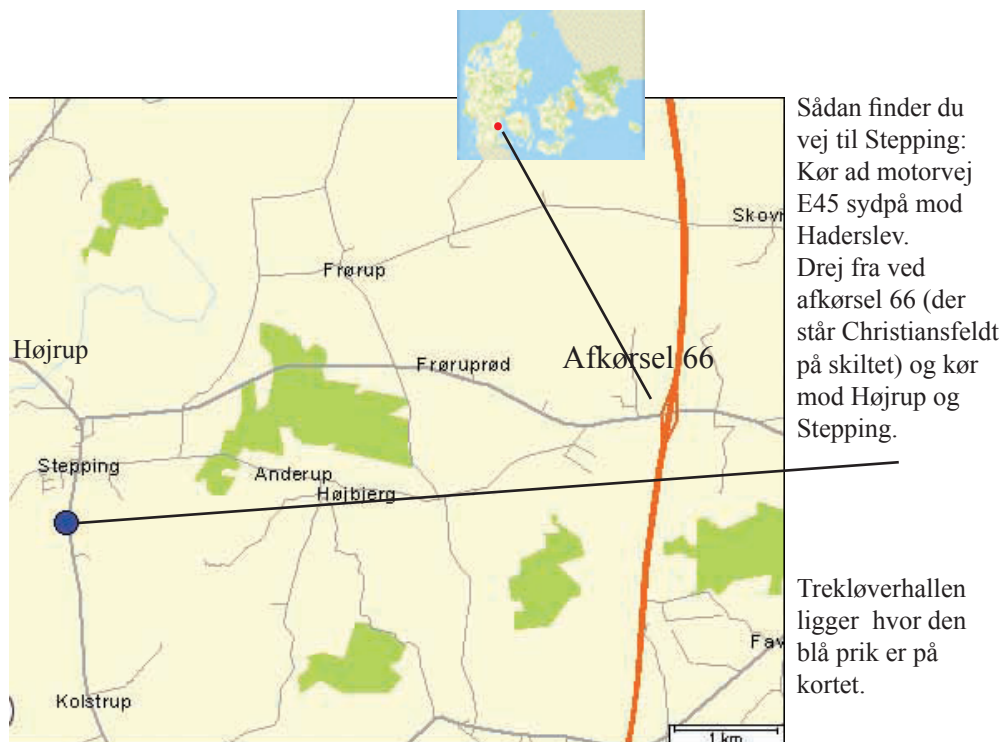 Sådan finder du
vej til Stepping:
Kør ad motorvej
E45 sydpå mod
Haderslev.
Drej fra ved
afkørsel 66 (der
står Christiansfeldt
på skiltet) og kør
mod Højrup og
Stepping.
Trekløverhallen
ligger hvor den
blå prik er på
kortet.
Frørup
Højrup
Frøruprød
Afkørsel 66
Stepping
Anderup
Højbjerg
Kolstrup
1 km